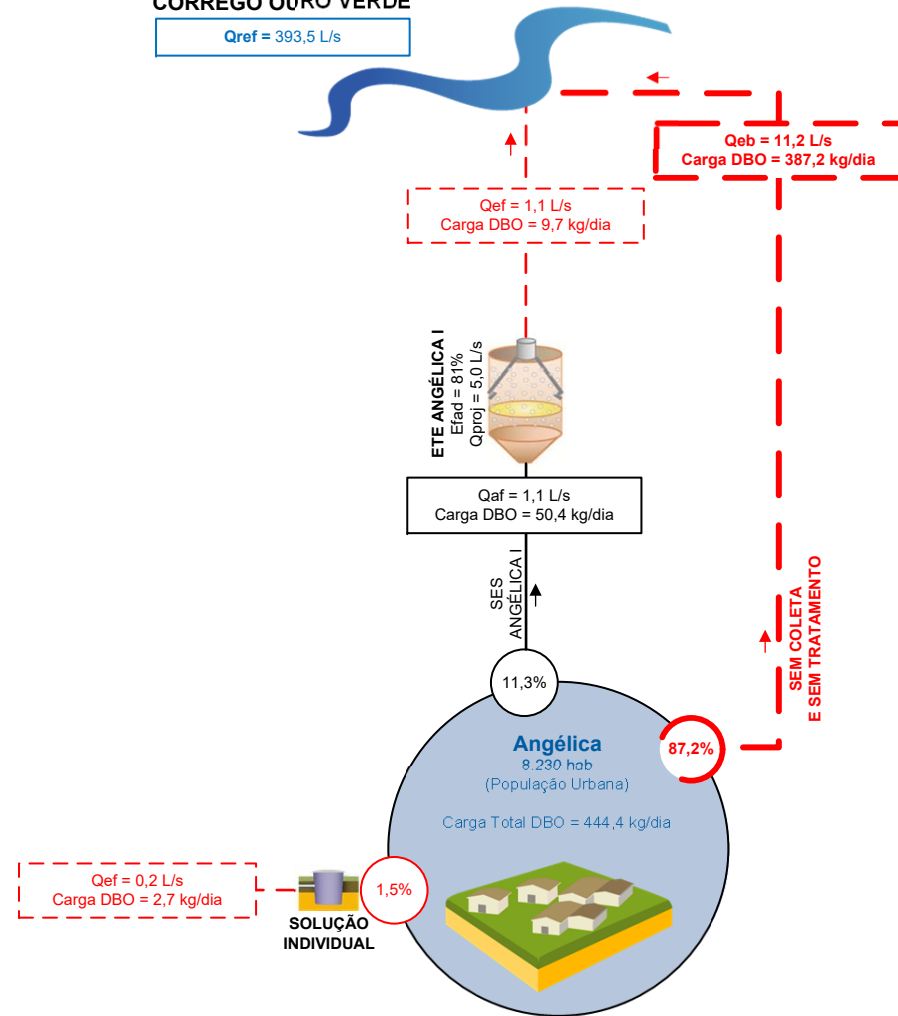 CÓRREGO OURO VERDE
Qref = 393,5 L/s
Qeb = 11,2 L/s
Carga DBO = 387,2 kg/dia
Qef = 1,1 L/s
Carga DBO = 9,7 kg/dia
ETE ANGÉLICA I
Efad = 81%
Qproj = 5,0 L/s
Qaf = 1,1 L/s
Carga DBO = 50,4 kg/dia
SES
ANGÉLICA I
SEM COLETA
E SEM TRATAMENTO
11,3%
87,2%
Angélica
8.230 hab
(População Urbana)
Carga Total DBO = 444,4 kg/dia
Qef = 0,2 L/s
Carga DBO = 2,7 kg/dia
1,5%
SOLUÇÃO
INDIVIDUAL